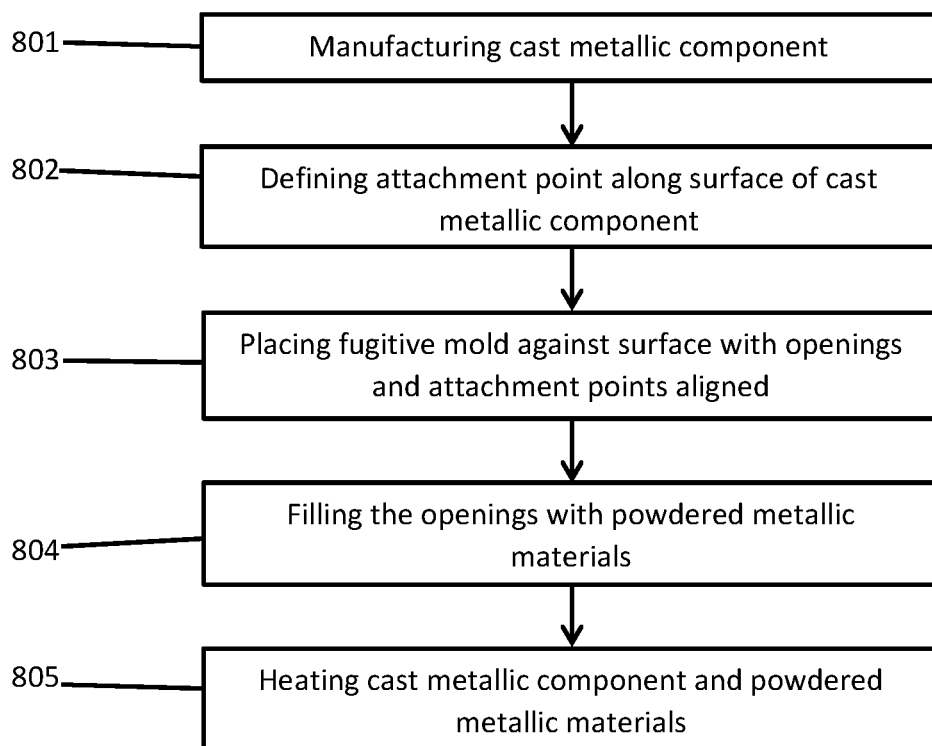 801
Manufacturing cast metallic component
802
Defining attachment point along surface of cast
metallic component
803
Placing fugitive mold against surface with openings
and attachment points aligned
804
Filling the openings with powdered metallic
materials
805
Heating cast metallic component and powdered
metallic materials